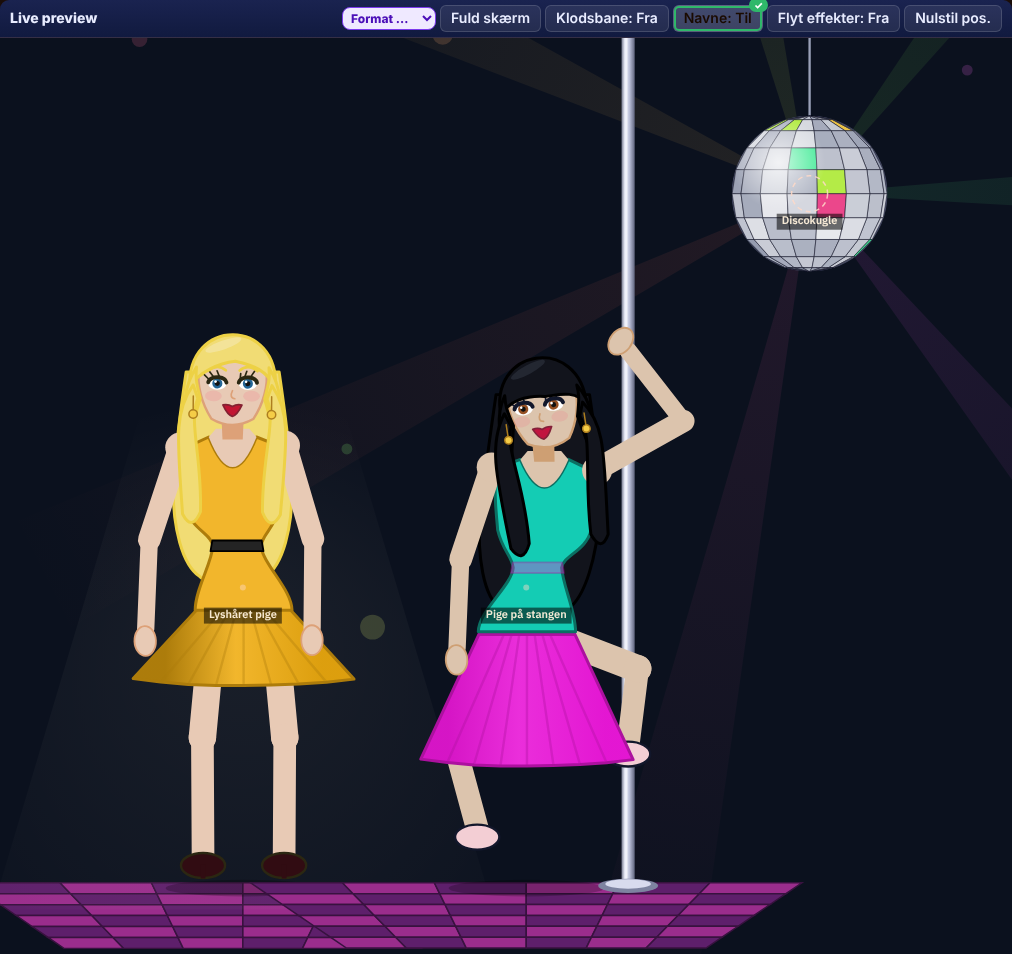 Live preview
Format ...
Fuld skærm
Klodsbane: Fra
Navne: Til
Flyt effekter: Fra
Nulstil pos.
Discokugle
Lyshåret pige
Pige på stangen